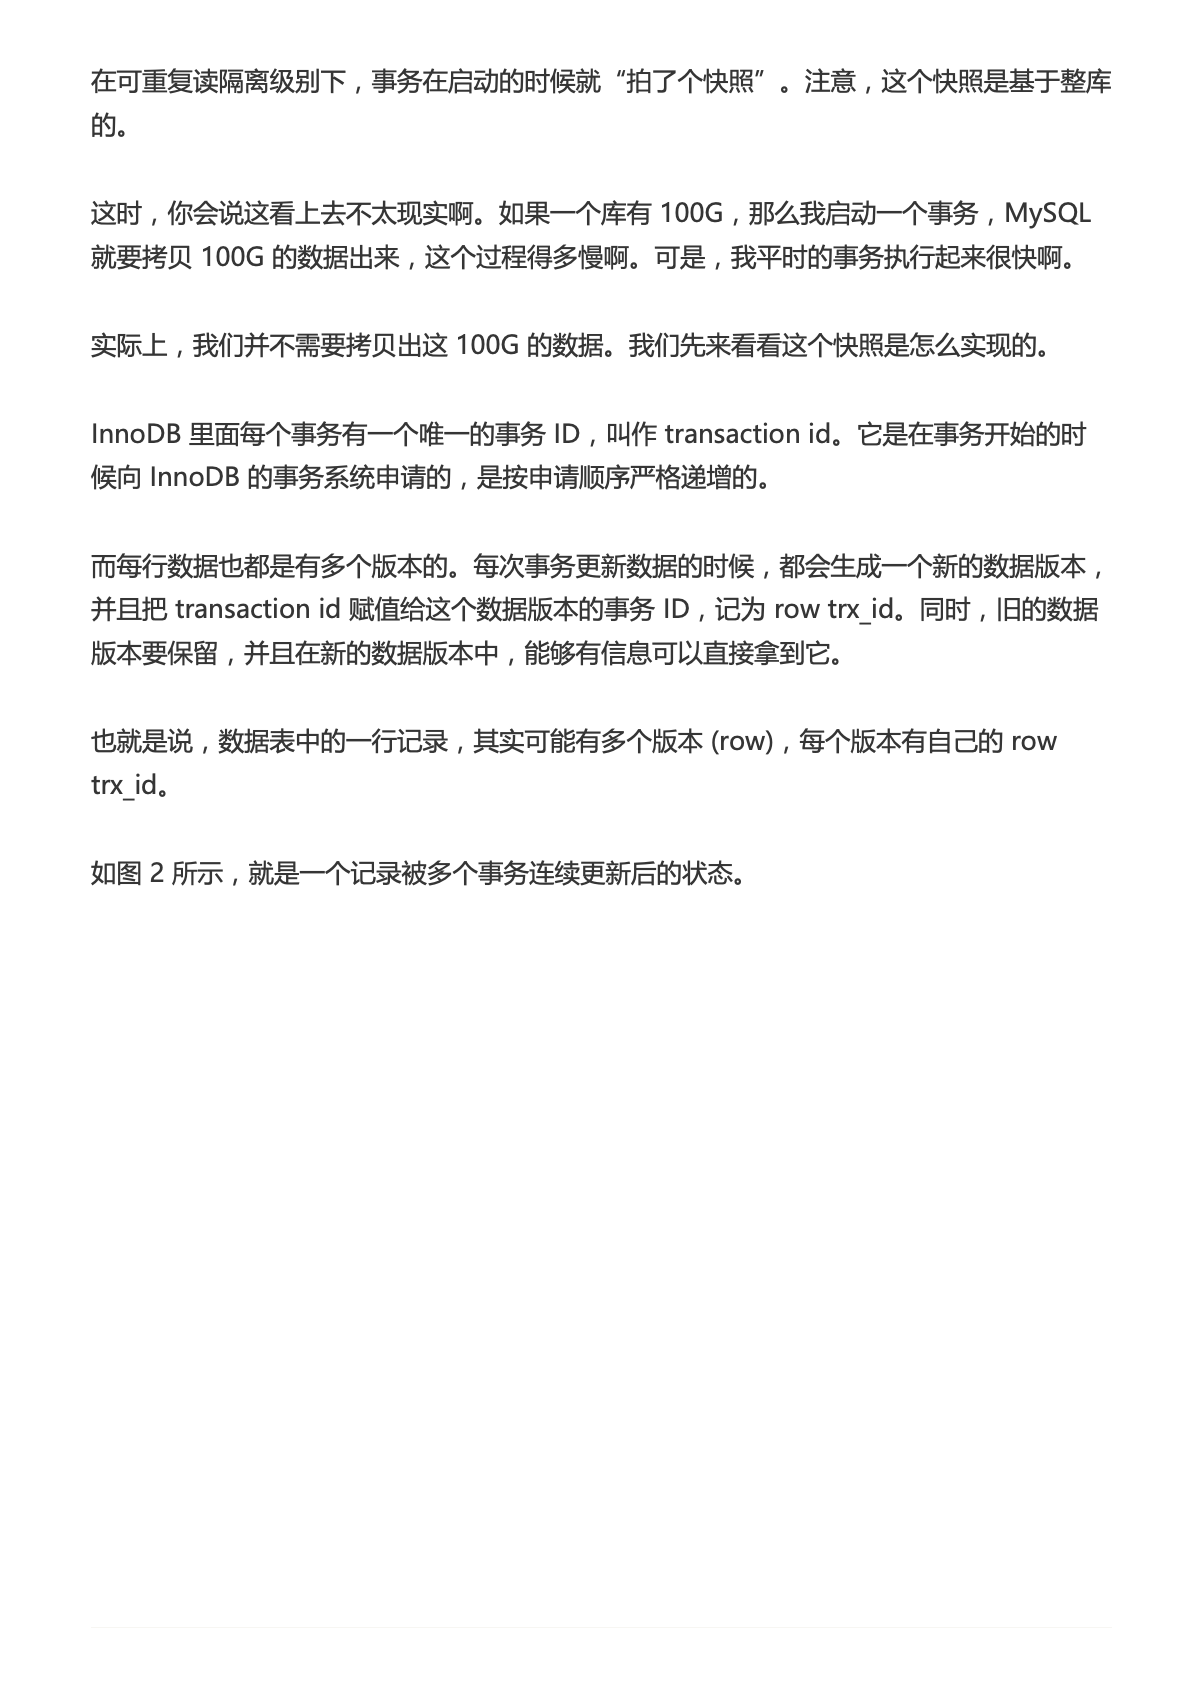 在可重复读隔离级别下，事务在启动的时候就“拍了个快照”。注意，这个快照是基于整库
的。
这时，你会说这看上去不太现实啊。如果一个库有 100G，那么我启动一个事务，MySQL
就要拷贝 100G 的数据出来，这个过程得多慢啊。可是，我平时的事务执行起来很快啊。
实际上，我们并不需要拷贝出这 100G 的数据。我们先来看看这个快照是怎么实现的。
InnoDB 里面每个事务有一个唯一的事务 ID，叫作 transaction id。它是在事务开始的时
候向 InnoDB 的事务系统申请的，是按申请顺序严格递增的。
而每行数据也都是有多个版本的。每次事务更新数据的时候，都会生成一个新的数据版本，
并且把 transaction id 赋值给这个数据版本的事务 ID，记为 row trx_id。同时，旧的数据
版本要保留，并且在新的数据版本中，能够有信息可以直接拿到它。
也就是说，数据表中的一行记录，其实可能有多个版本 (row)，每个版本有自己的 row
trx_id。
如图 2 所示，就是一个记录被多个事务连续更新后的状态。